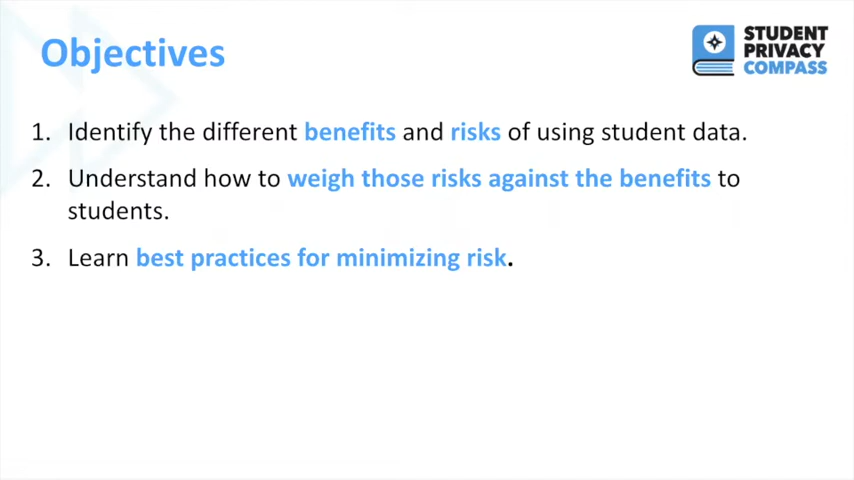 Objectives
STUDENT
PRIVACY
COMPASS
1. Identify the different benefits and risks of using student data.
2. Understand how to weigh those risks against the benefits to
students.
3. Learn best practices for minimizing risk.